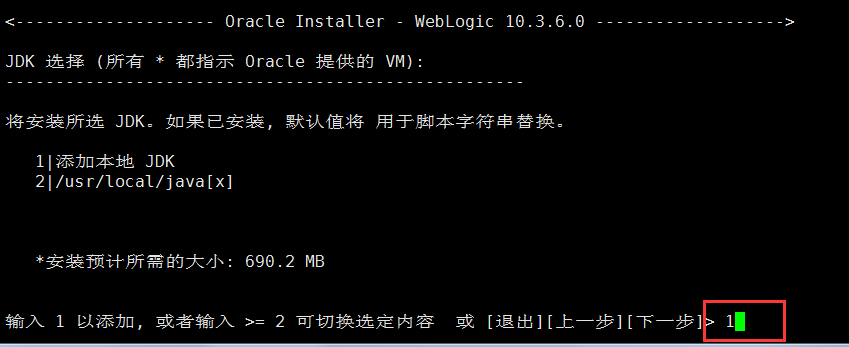 <-------------------- Oracle Installer - WebLogic 10.3.6.0 ------------------->
JDK 选择 (所有 * 都指示 Oracle 提供的 VM):
----------------------------------------------------
将安装所选 JDK。如果已安装, 默认值将 用于脚本字符串替换。
1|添加本地 JDK
2|/usr/local/java[x]
*安装预计所需的大小: 690.2 MB
输入 1 以添加, 或者输入 >= 2 可切换选定内容 或 [退出][上一步][下一步]> 1